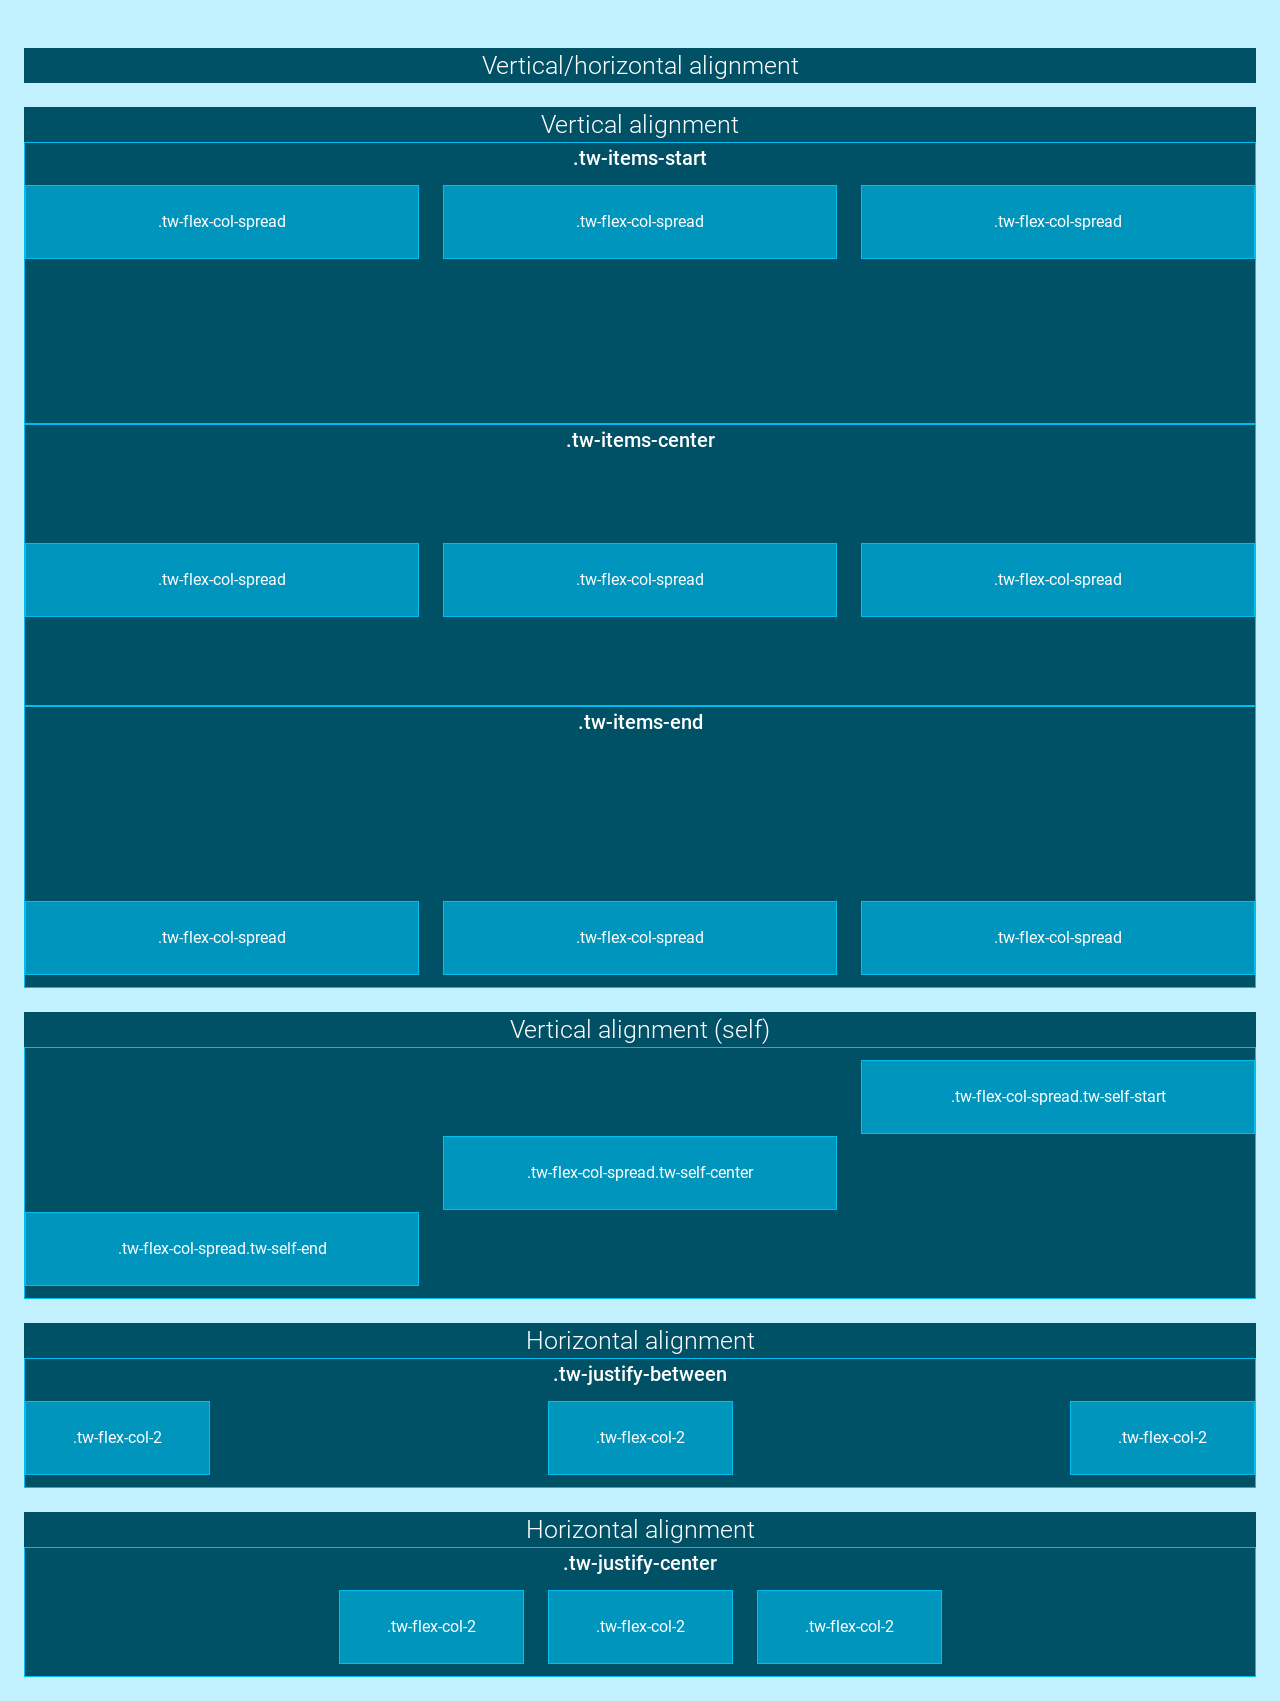 Vertical/horizontal alignment
Vertical alignment
.tw-items-start
.tw-flex-col-spread .tw-flex-col-spread .tw-flex-col-spread
.tw-items-center
.tw-flex-col-spread .tw-flex-col-spread .tw-flex-col-spread
.tw-items-end
.tw-flex-col-spread .tw-flex-col-spread .tw-flex-col-spread
Vertical alignment (self)
.tw-flex-col-spread.tw-self-start
.tw-flex-col-spread.tw-self-center
.tw-flex-col-spread.tw-self-end
Horizontal alignment
.tw-justify-between
.tw-flex-col-2 .tw-flex-col-2 .tw-flex-col-2
Horizontal alignment
.tw-justify-center
.tw-flex-col-2 .tw-flex-col-2 .tw-flex-col-2